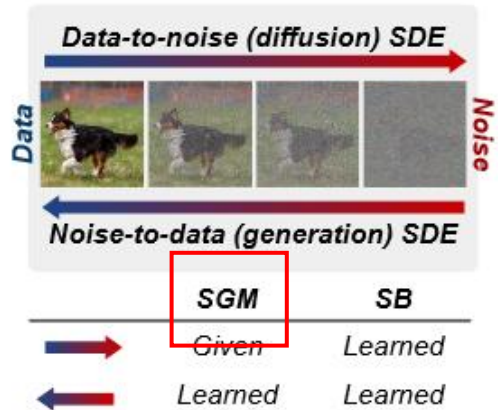 Data-to-noise (diffusion) SDE
Data
Noise
Noise-to-data (generation) SDE
SGM SB
Given Learned
Learned Learned